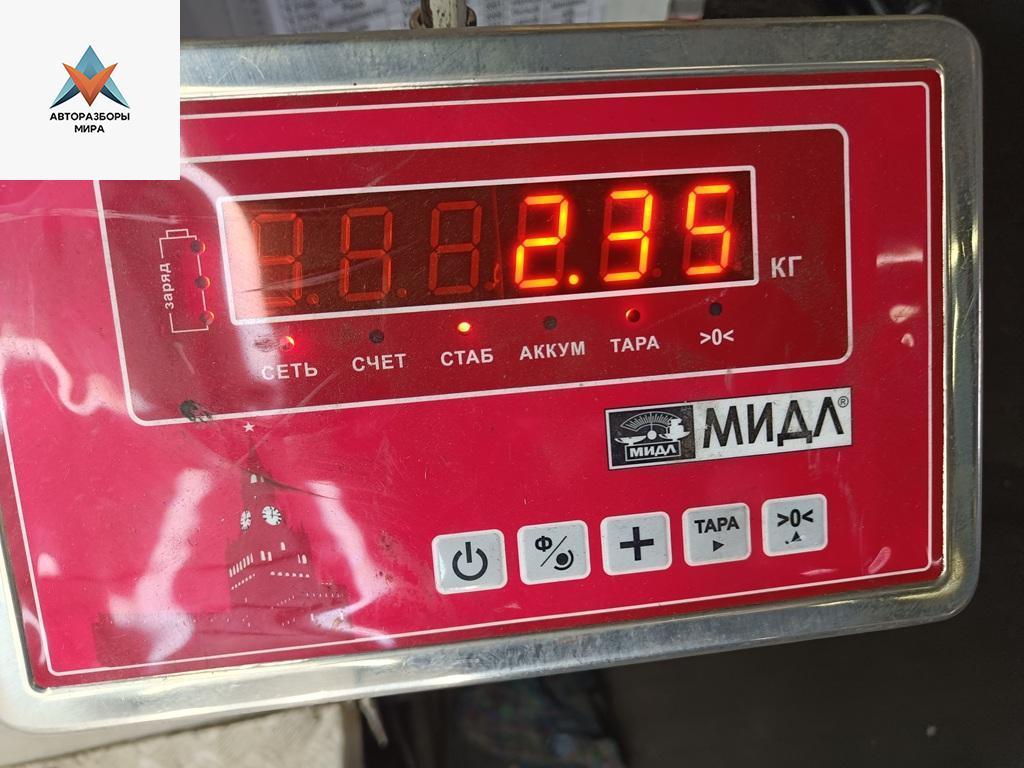 АВТОРАЗБОРЫ
МИРА
заряд
2.35
КГ
СЕТЬ СЧЕТ СТАБ АККУМ ТАРА >0<
МИДЛ
МИДЛ®
Ф/
+
ТАРА
>0<